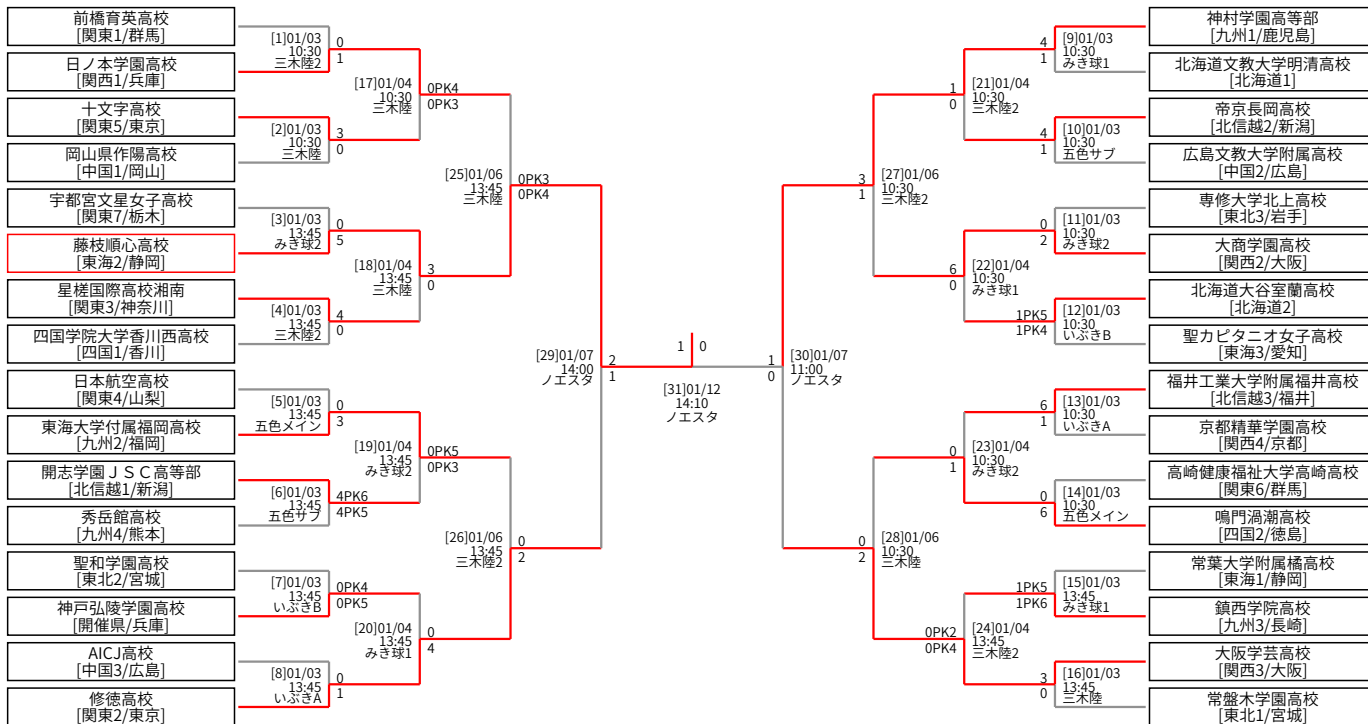 前橋育英高校
[関東1/群馬]
日ノ本学園高校
[関西1/兵庫]
十文字高校
[関東5/東京]
岡山県作陽高校
[中国1/岡山]
宇都宮文星女子高校
[関東7/栃木]
藤枝順心高校
[東海2/静岡]
星槎国際高校湘南
[関東3/神奈川]
四国学院大学香川西高校
[四国1/香川]
日本航空高校
[関東4/山梨]
東海大学付属福岡高校
[九州2/福岡]
開志学園ＪＳＣ高等部
[北信越1/新潟]
秀岳館高校
[九州4/熊本]
聖和学園高校
[東北2/宮城]
神戸弘陵学園高校
[開催県/兵庫]
AICJ高校
[中国3/広島]
修徳高校
[関東2/東京]
[1]01/03
10:30
三木陸2
0
1
[2]01/03
10:30
三木陸
3
0
[3]01/03
13:45
みき球2
0
5
[4]01/03
13:45
三木陸2
4
0
[5]01/03
13:45
五色メイン
0
3
[6]01/03
13:45
五色サブ
4PK6
4PK5
[7]01/03
13:45
いぶきB
0PK4
0PK5
[8]01/03
13:45
いぶきA
0
1
[17]01/04
10:30
三木陸
0PK4
0PK3
[18]01/04
13:45
三木陸
3
0
[19]01/04
13:45
みき球2
0PK5
0PK3
[20]01/04
13:45
みき球1
0
4
[25]01/06
13:45
三木陸
0PK3
0PK4
[26]01/06
13:45
三木陸2
0
2
[29]01/07
14:00
ノエスタ
2
1
1
0
[31]01/12
14:10
ノエスタ
1
0
[30]01/07
11:00
ノエスタ
3
1
[27]01/06
10:30
三木陸2
0
2
[28]01/06
10:30
三木陸
1
0
[21]01/04
10:30
三木陸2
6
0
[22]01/04
10:30
みき球1
0
1
[23]01/04
10:30
みき球2
0PK2
0PK4
[24]01/04
13:45
三木陸2
4
1
[9]01/03
10:30
みき球1
4
1
[10]01/03
10:30
五色サブ
0
2
[11]01/03
10:30
みき球2
1PK5
1PK4
[12]01/03
10:30
いぶきB
6
1
[13]01/03
10:30
いぶきA
0
6
[14]01/03
10:30
五色メイン
1PK5
1PK6
[15]01/03
13:45
みき球1
3
0
[16]01/03
13:45
三木陸
神村学園高等部
[九州1/鹿児島]
北海道文教大学明清高校
[北海道1]
帝京長岡高校
[北信越2/新潟]
広島文教大学附属高校
[中国2/広島]
専修大学北上高校
[東北3/岩手]
大商学園高校
[関西2/大阪]
北海道大谷室蘭高校
[北海道2]
聖カピタニオ女子高校
[東海3/愛知]
福井工業大学附属福井高校
[北信越3/福井]
京都精華学園高校
[関西4/京都]
高崎健康福祉大学高崎高校
[関東6/群馬]
鳴門渦潮高校
[四国2/徳島]
常葉大学附属橘高校
[東海1/静岡]
鎮西学院高校
[九州3/長崎]
大阪学芸高校
[関西3/大阪]
常盤木学園高校
[東北1/宮城]